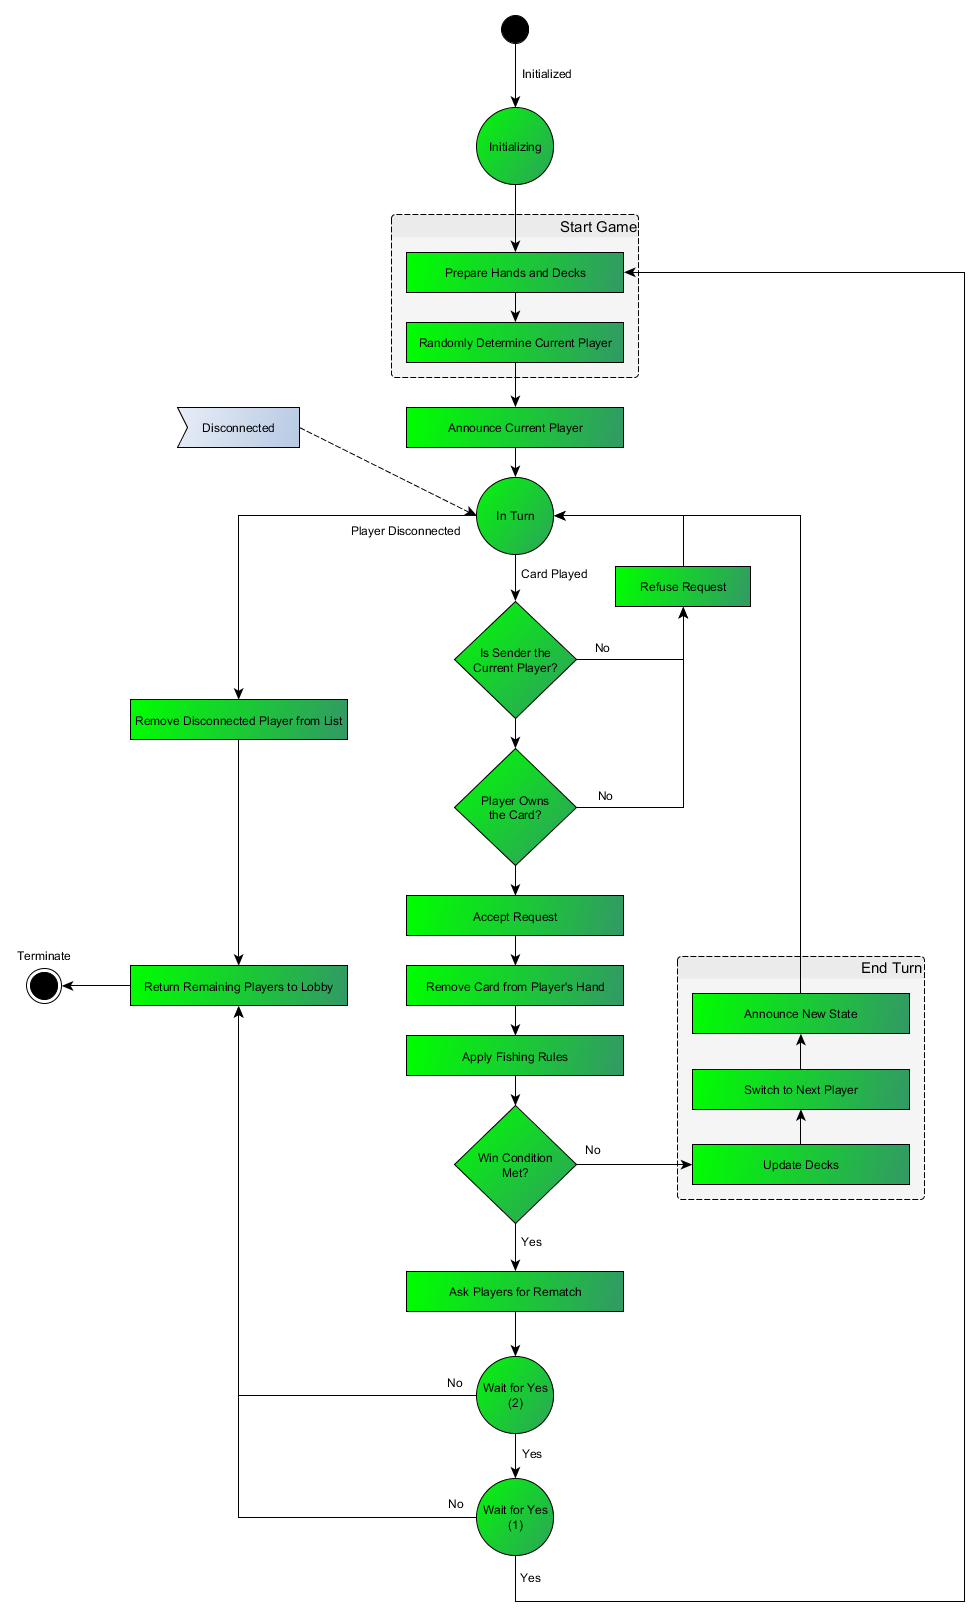 Initialized
Initializing
Start Game
Prepare Hands and Decks
Randomly Determine Current Player
Announce Current Player
Disconnected
In Turn
Player Disconnected
Card Played
Refuse Request
Is Sender the
Current Player?
No
Remove Disconnected Player from List
Player Owns
the Card?
No
Accept Request
Terminate
Return Remaining Players to Lobby
Remove Card from Player's Hand
End Turn
Announce New State
Apply Fishing Rules
Switch to Next Player
Win Condition
Met?
No
Update Decks
Yes
Ask Players for Rematch
No
Wait for Yes
(2)
Yes
No
Wait for Yes
(1)
Yes